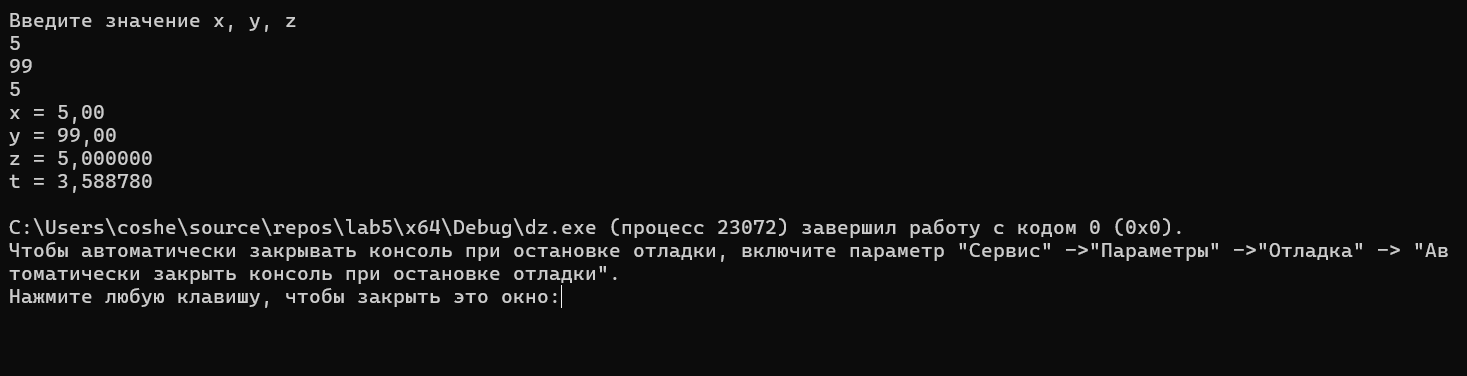 Введите значение x, y, z
5
99
5
x = 5,00
y = 99,00
z = 5,000000
t = 3,588780
C:\Users\coshe\source\repos\lab5\x64\Debug\dz.exe (процесс 23072) завершил работу с кодом 0 (0x0).
Чтобы автоматически закрывать консоль при остановке отладки, включите параметр "Сервис" ->"Параметры" ->"Отладка" -> "Ав
томатически закрыть консоль при остановке отладки".
Нажмите любую клавишу, чтобы закрыть это окно: